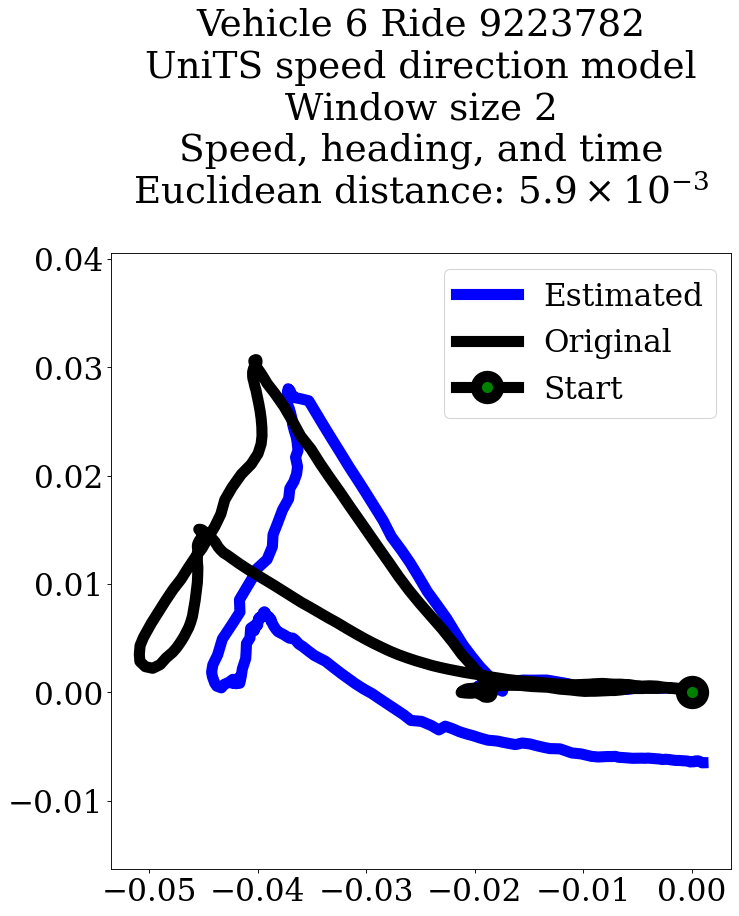 Vehicle 6 Ride 9223782
UniTS speed direction model
Window size 2
Speed, heading, and time
Euclidean distance: 5.9 × 10⁻³
0.04
0.03
0.02
0.01
0.00
−0.01
Estimated
Original
Start
−0.05 −0.04 −0.03 −0.02 −0.01 0.00